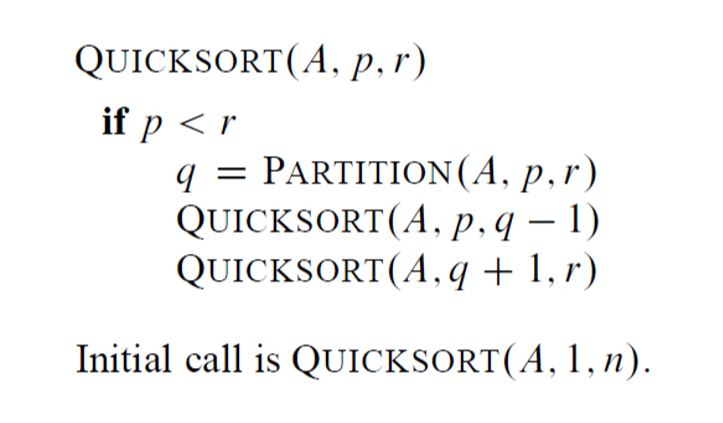 QUICKSORT(A, p, r)
if p < r
q = PARTITION(A, p, r)
QUICKSORT(A, p, q − 1)
QUICKSORT(A, q + 1, r)
Initial call is QUICKSORT(A, 1, n).